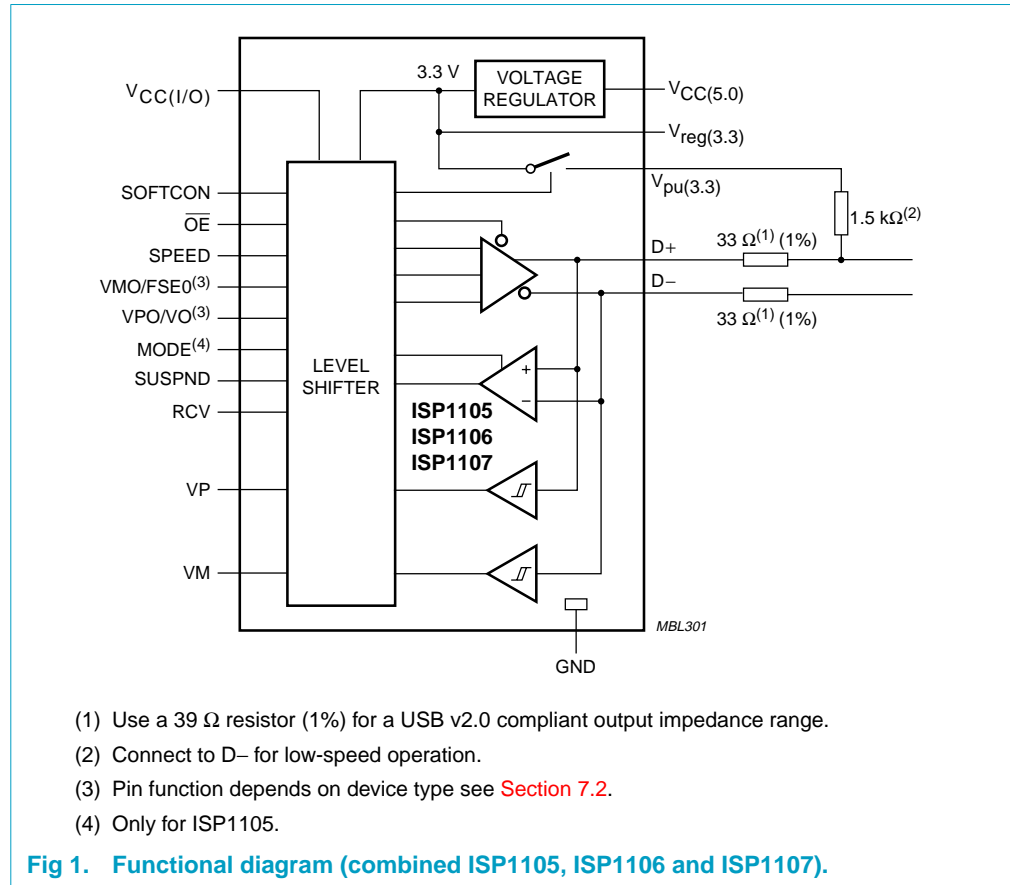 3.3 V
VOLTAGE
REGULATOR
VCC(I/O)
VCC(5.0)
Vreg(3.3)
Vpu(3.3)
SOFTCON
OE
SPEED
VMO/FSE0(3)
VPO/VO(3)
MODE(4)
SUSPND
RCV
VP
VM
LEVEL
SHIFTER
1.5 kΩ(2)
33 Ω(1) (1%)
D+
D−
33 Ω(1) (1%)
+
−
ISP1105
ISP1106
ISP1107
MBL301
GND
(1) Use a 39 Ω resistor (1%) for a USB v2.0 compliant output impedance range.
(2) Connect to D− for low-speed operation.
(3) Pin function depends on device type see Section 7.2.
(4) Only for ISP1105.
Fig 1. Functional diagram (combined ISP1105, ISP1106 and ISP1107).